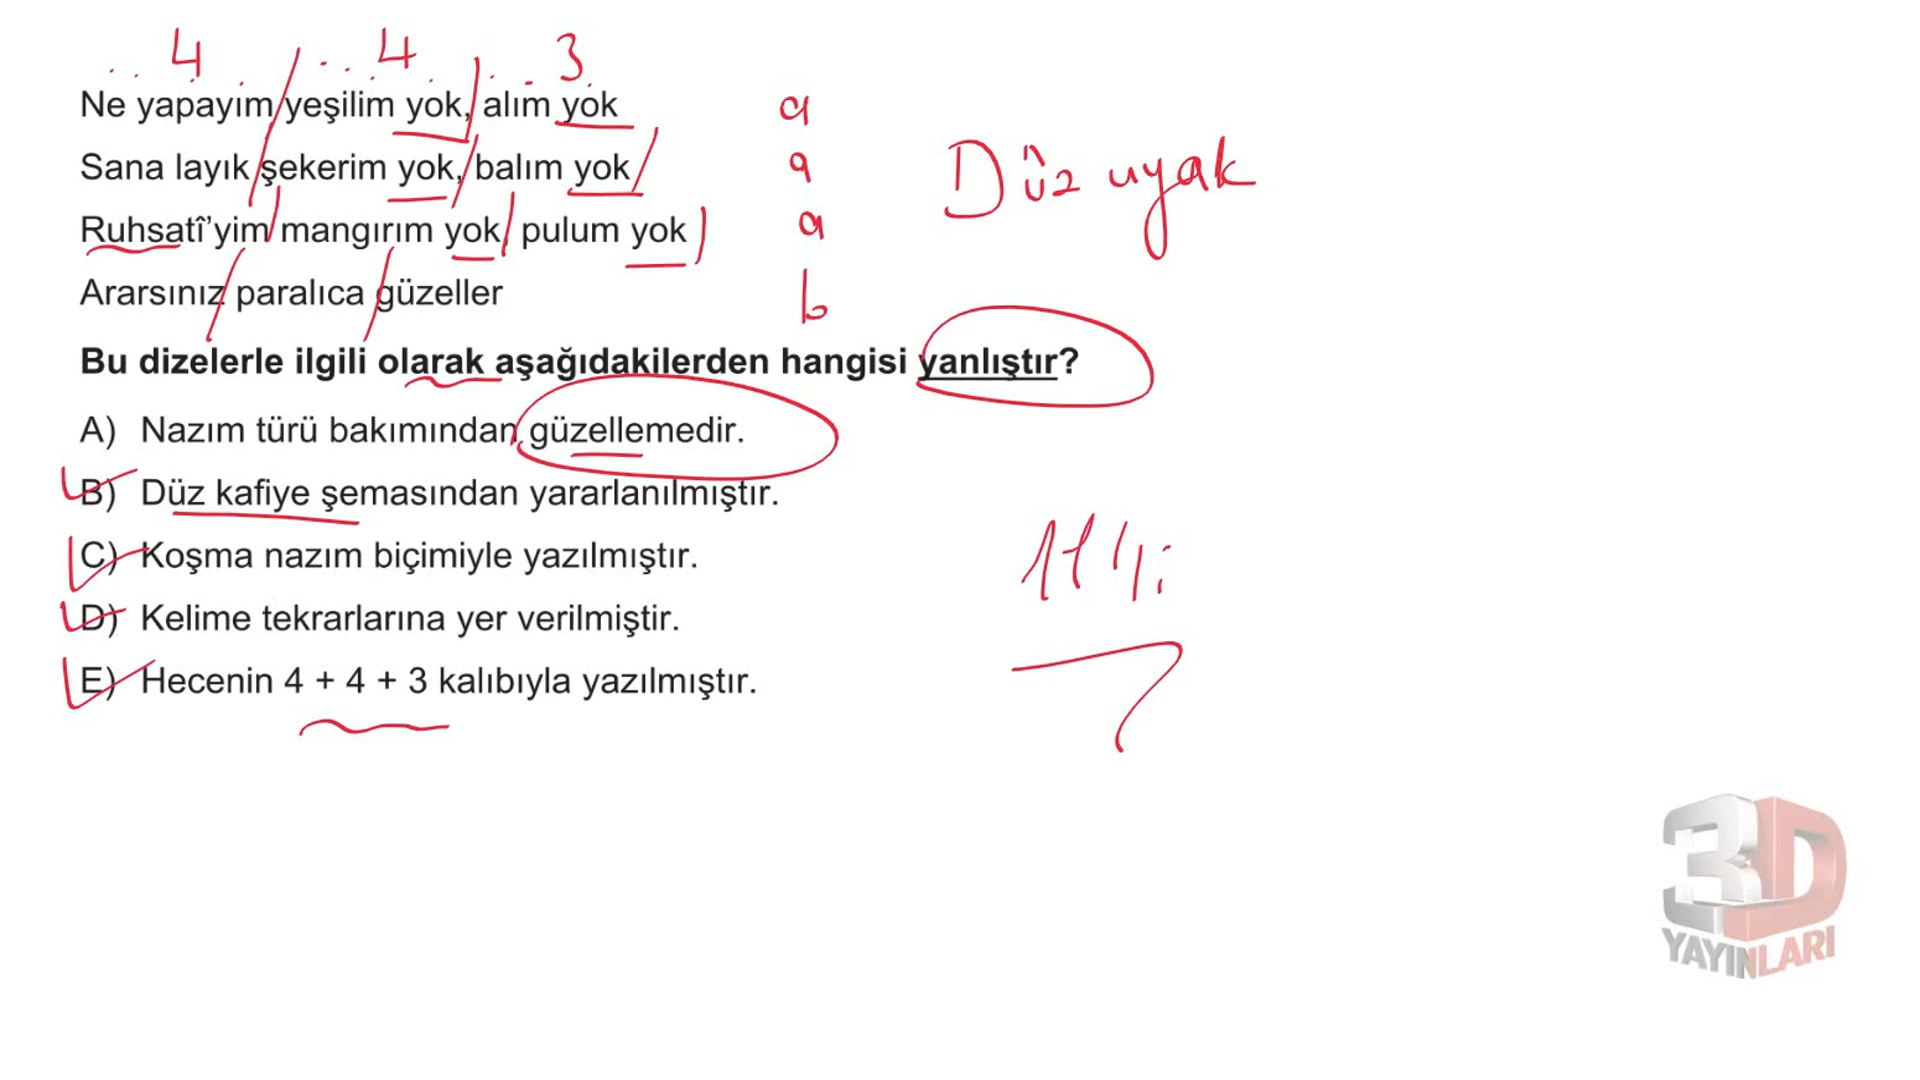 4 4 3
Ne yapayım yeşilim yok, alım yok a
Sana layık şekerim yok, balım yok a
Ruhsatî’yim mangırım yok, pulum yok a
Düz uyak
Ararsınız paralıca güzeller b
Bu dizelerle ilgili olarak aşağıdakilerden hangisi yanlıştır?
A) Nazım türü bakımından güzellemedir.
B) Düz kafiye şemasından yararlanılmıştır.
C) Koşma nazım biçimiyle yazılmıştır.
D) Kelime tekrarlarına yer verilmiştir.
E) Hecenin 4 + 4 + 3 kalıbıyla yazılmıştır.
11'li
3D
YAYINLARI